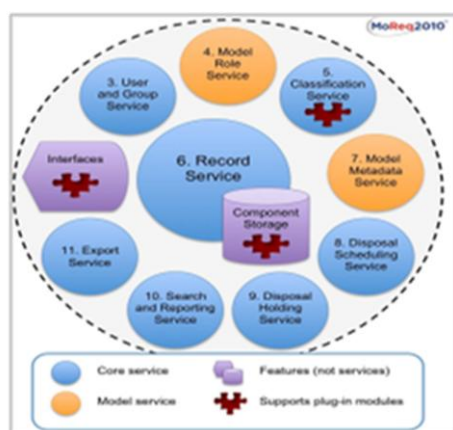 MoReq2010™
4. Model
Role
Service
3. User
and Group
Service
5.
Classification
Service
Interfaces
6. Record
Service
7. Model
Metadata
Service
Component
Storage
8. Disposal
Scheduling
Service
11. Export
Service
10. Search
and Reporting
Service
9. Disposal
Holding
Service
Core service
Features (not services)
Model service
Supports plug-in modules